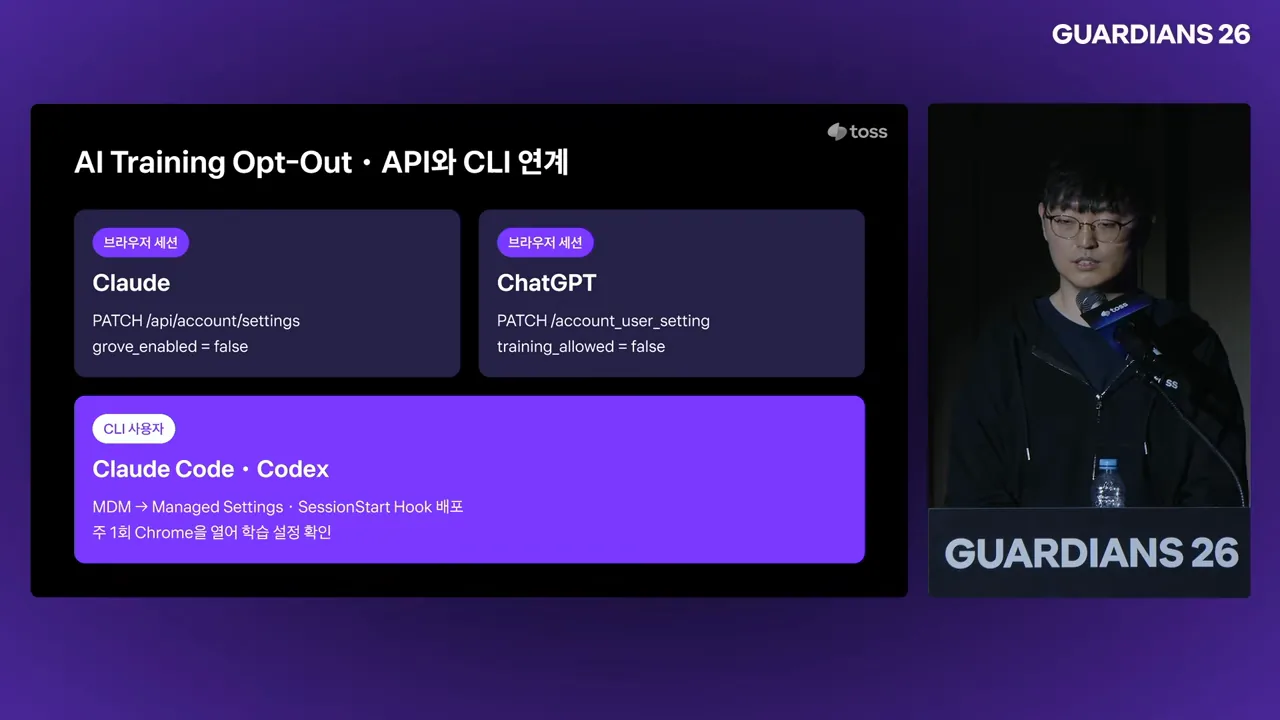 GUARDIANS 26
toss
AI Training Opt-Out · API와 CLI 연계
브라우저 세션
Claude
PATCH /api/account/settings
grove_enabled = false
브라우저 세션
ChatGPT
PATCH /account_user_setting
training_allowed = false
CLI 사용자
Claude Code · Codex
MDM → Managed Settings · SessionStart Hook 배포
주 1회 Chrome을 열어 학습 설정 확인
toss
toss
GUARDIANS 26